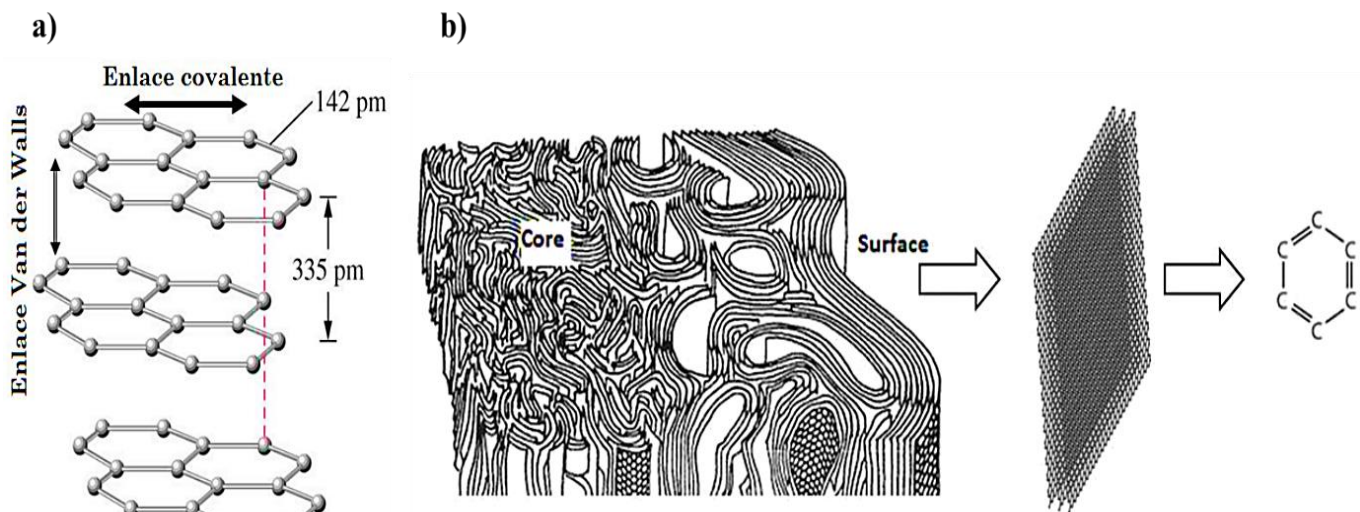 a)
Enlace covalente
142 pm
Enlace Van der Walls
335 pm
b)
Core
Surface
C
C
C
C
C
C